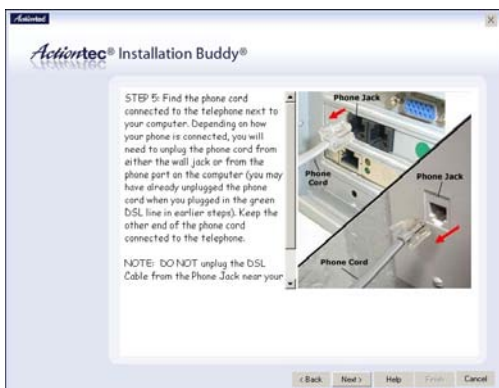 Actiontec
Actiontec® Installation Buddy®
STEP 5: Find the phone cord
connected to the telephone next to
your computer. Depending on how
your phone is connected, you will
need to unplug the phone cord from
either the wall jack or from the
phone port on the computer (you may
have already unplugged the phone
cord when you plugged in the green
DSL line in earlier steps). Keep the
other end of the phone cord
connected to the telephone.
NOTE: DO NOT unplug the DSL
Cable from the Phone Jack near your
Phone Jack
Phone
Cord
Phone Jack
Phone Cord
< Back
Next >
Help
Finish
Cancel